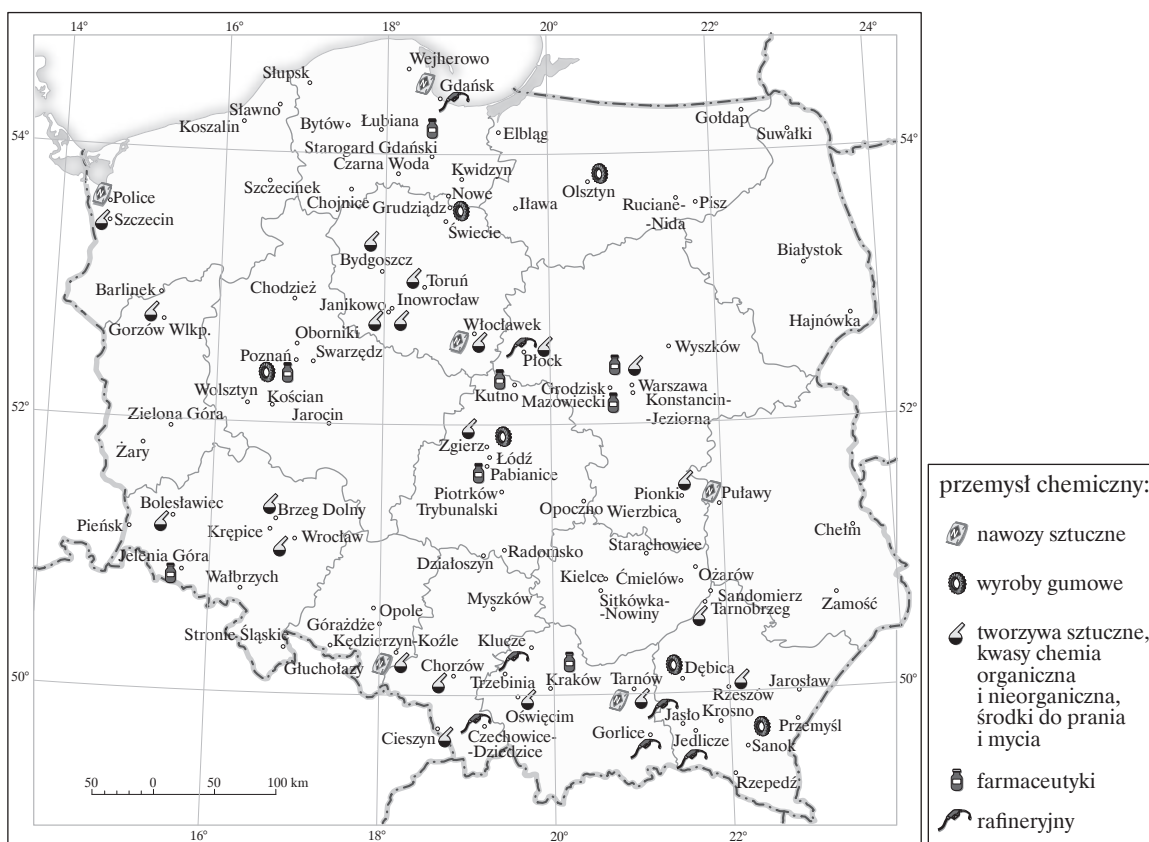 14° 16° 18° 20° 22°
Wejherowo
Słupsk
Gdańsk
Sławno
Koszalin
Bytów
Łubiana
Gołdap
Suwałki
54°
54°
Elbląg
Starogard Gdański
Czarna Woda
Kwidzyn
Szczecinek
Nowe
Olsztyn
Police
Chojnice
Grudziądz
Iława
Ruciane-
-Nida
Pisz
Szczecin
Świecie
Białystok
Bydgoszcz
Toruń
Barlinek
Chodzież
Janikowo
Inowrocław
Gorzów Wlkp.
Włocławek
Hajnówka
Oborniki
Poznań
Swarzędz
Płock
Wyszków
Wolsztyn
Kościan
Kutno
Grodzisk
Mazowiecki
Warszawa
Konstancin-
-Jeziorna
52°
52°
Zielona Góra
Jarocin
Żary
Zgierz
Łódź
Pabianice
Piotrków
Trybunalski
Pionki
Puławy
Bolesławiec
Brzeg Dolny
Opoczno
Wierzbica
Pieńsk
Krępice
Wrocław
Chełm
Jelenia Góra
Radomsko
Starachowice
Działoszyn
Wałbrzych
Kielce
Ćmielów
Ożarów
Myszków
Sandomierz
Opole
Sitkówka-
-Nowiny
Tarnobrzeg
Zamość
Górażdże
Stronie Śląskie
Kędzierzyn-Koźle
Klucze
Głuchołazy
Chorzów
Dębica
50°
50°
Trzebinia
Kraków
Tarnów
Rzeszów
Jarosław
Oświęcim
Jasło
Krosno
Przemyśl
Cieszyn
Czechowice-
-Dziedzice
Gorlice
Jedlicze
Sanok
Rzepedź
50 0 50 100 km
16° 18° 20° 22°
przemysł chemiczny:
nawozy sztuczne
wyroby gumowe
tworzywa sztuczne,
kwasy chemia
organiczna
i nieorganiczna,
środki do prania
i mycia
farmaceutyki
rafineryjny